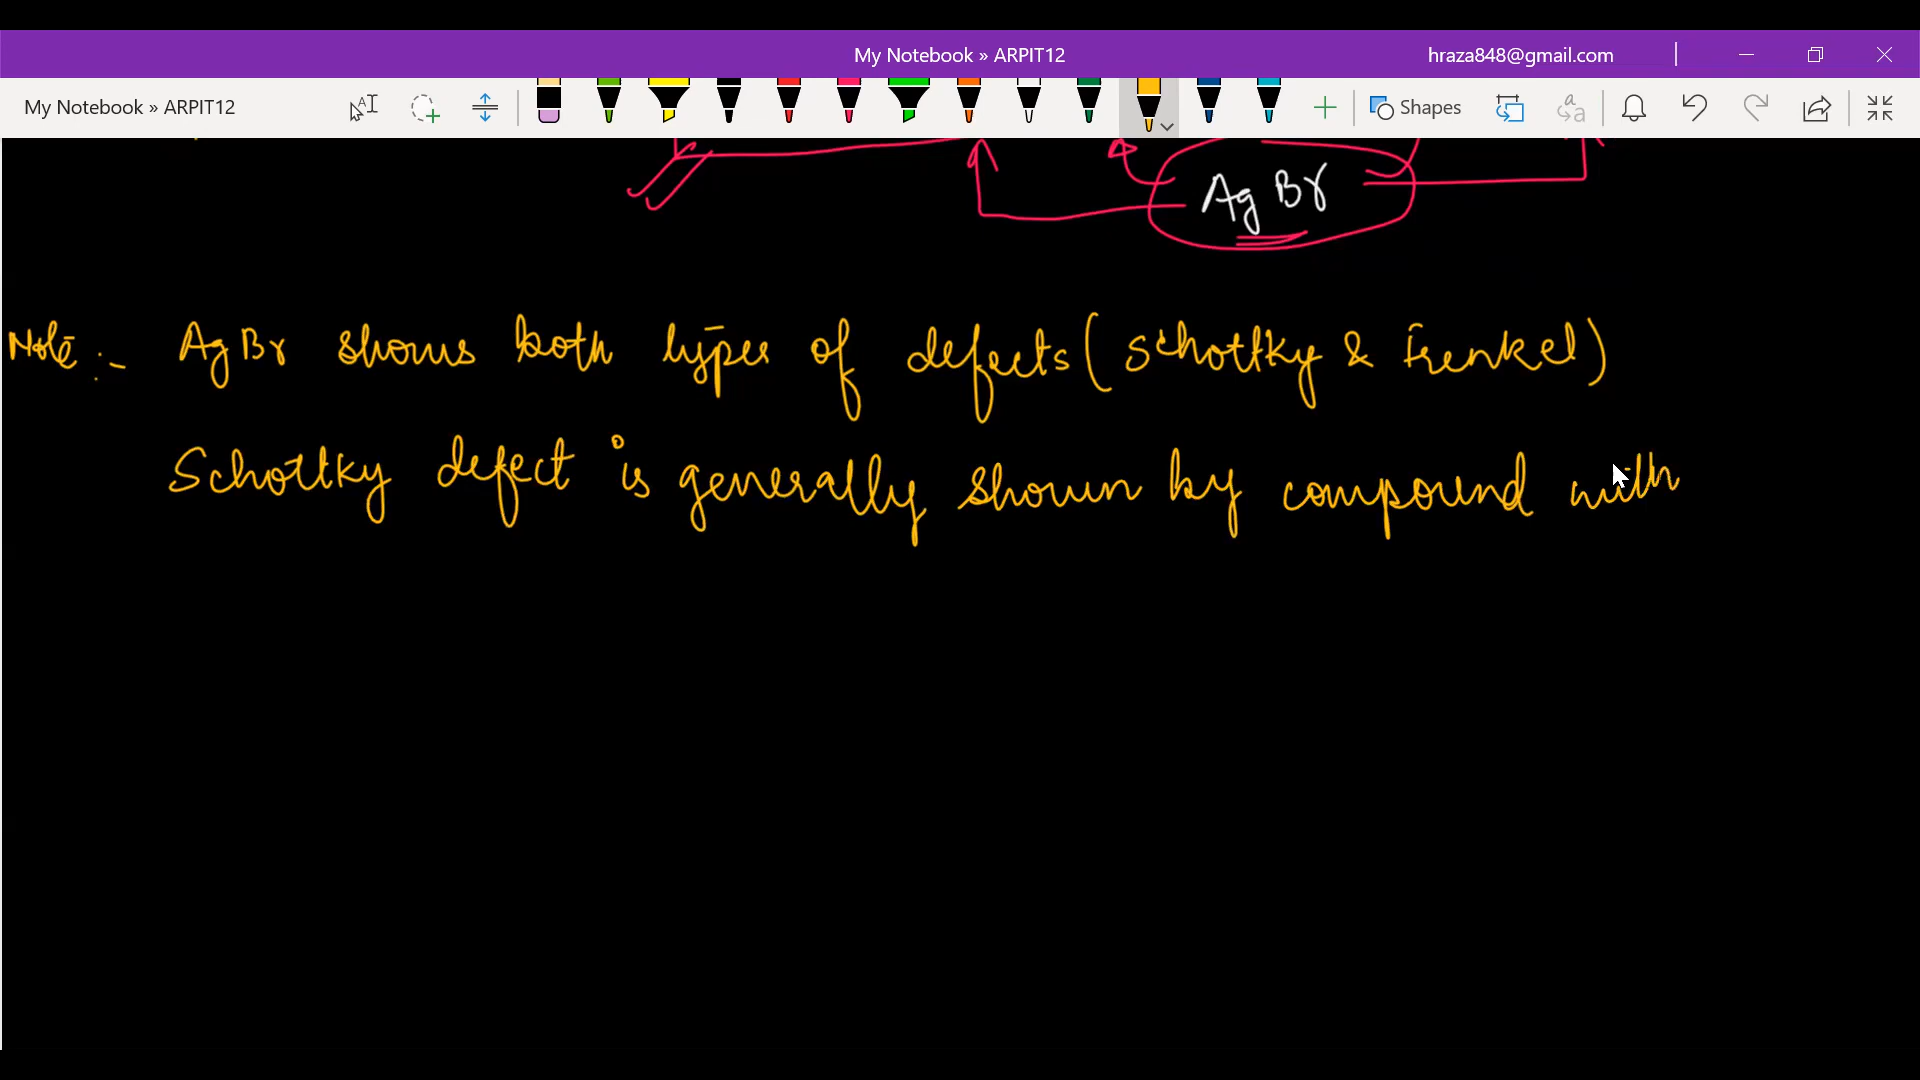 My Notebook » ARPIT12
hraza848@gmail.com
My Notebook » ARPIT12
Shapes
AgBr
Note :- AgBr shows both types of defects (Schottky & Frenkel)
Schottky defect is generally shown by compound with